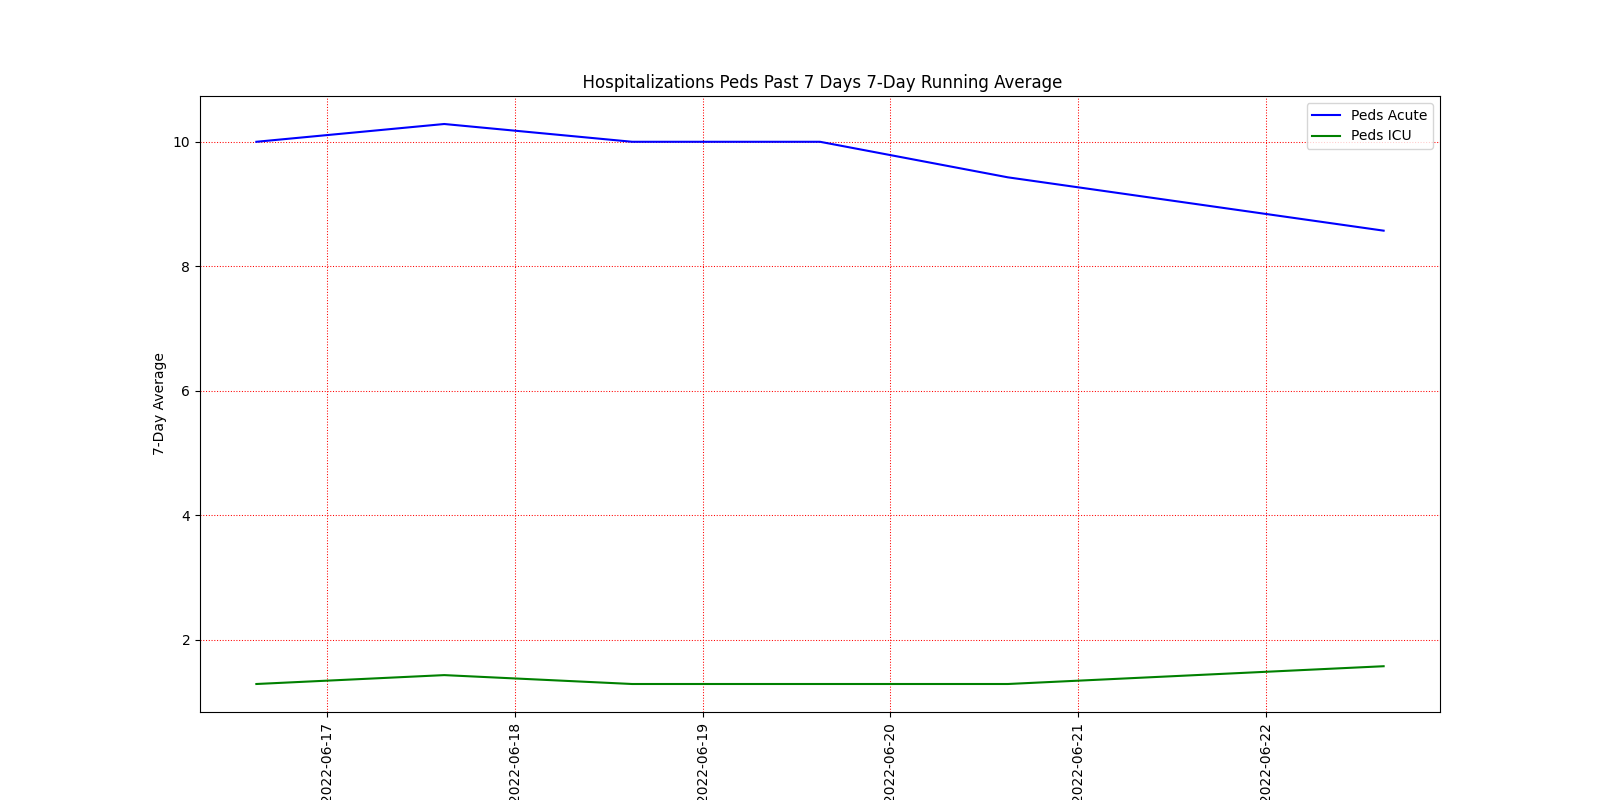 Hospitalizations Peds Past 7 Days 7-Day Running Average
Peds Acute
Peds ICU
7-Day Average
10
8
6
4
2
2022-06-17
2022-06-18
2022-06-19
2022-06-20
2022-06-21
2022-06-22